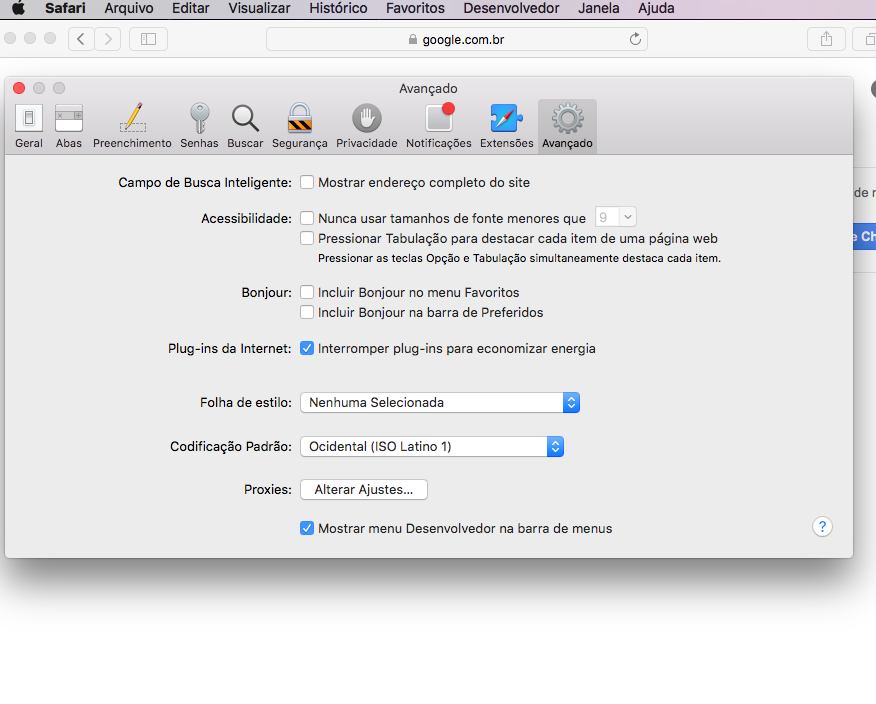 Safari Arquivo Editar Visualizar Histórico Favoritos Desenvolvedor Janela Ajuda
google.com.br
Avançado
Geral Abas Preenchimento Senhas Buscar Segurança Privacidade Notificações Extensões Avançado
Campo de Busca Inteligente: Mostrar endereço completo do site
Acessibilidade: Nunca usar tamanhos de fonte menores que 9
Pressionar Tabulação para destacar cada item de uma página web
Pressionar as teclas Opção e Tabulação simultaneamente destaca cada item.
Bonjour: Incluir Bonjour no menu Favoritos
Incluir Bonjour na barra de Preferidos
Plug-ins da Internet: Interromper plug-ins para economizar energia
Folha de estilo: Nenhuma Selecionada
Codificação Padrão: Ocidental (ISO Latino 1)
Proxies: Alterar Ajustes...
Mostrar menu Desenvolvedor na barra de menus
?
de